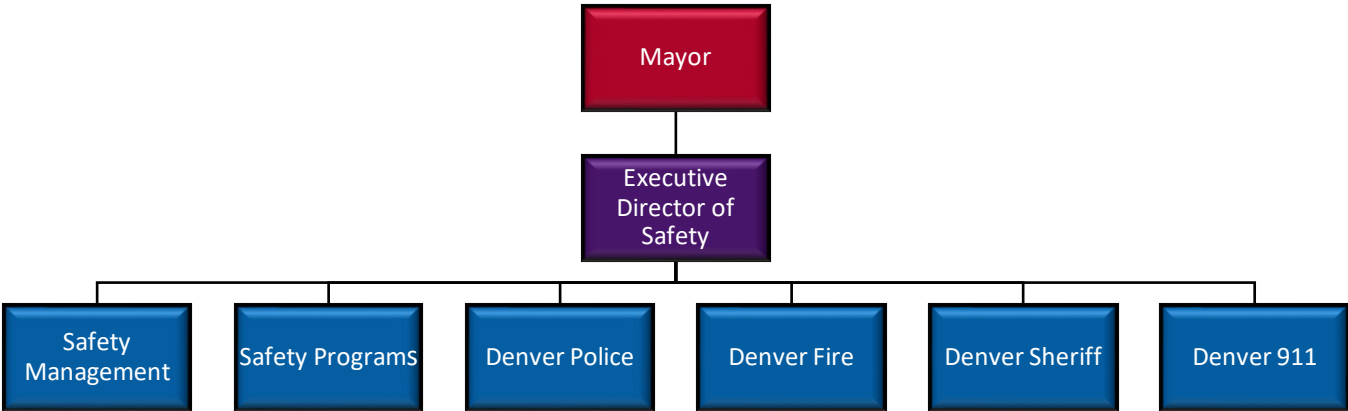 Mayor
Executive
Director of
Safety
Safety
Management
Safety Programs
Denver Police
Denver Fire
Denver Sheriff
Denver 911